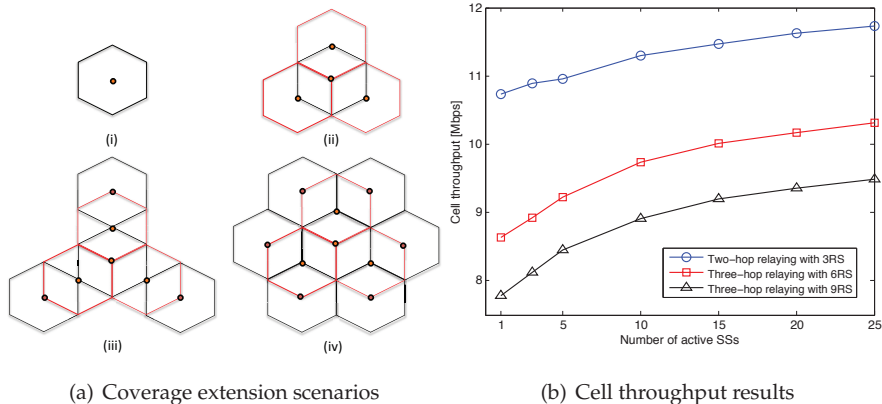 (i)
(ii)
(iii)
(iv)
(a) Coverage extension scenarios
12
11
10
9
8
Cell throughput [Mbps]
Two−hop relaying with 3RS
Three−hop relaying with 6RS
Three−hop relaying with 9RS
1 5 10 15 20 25
Number of active SSs
(b) Cell throughput results